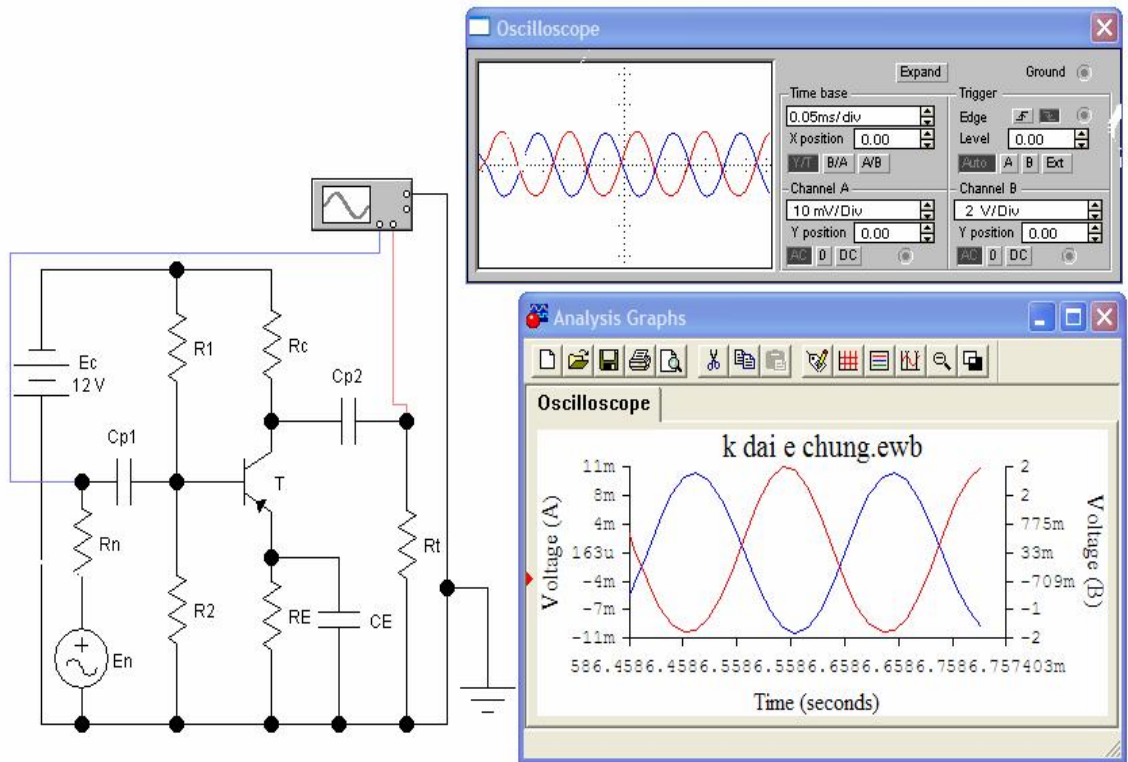 Oscilloscope
Expand
Ground
Time base
Trigger
0.05ms/div
Edge
X position 0.00
Level 0.00
Y/T B/A A/B
Auto A B Ext
Channel A
Channel B
10 mV/Div
2 V/Div
Y position 0.00
Y position 0.00
AC 0 DC
AC 0 DC
Ec
12 V
R1
Rc
Cp2
Cp1
T
Rn
Rt
R2
RE
CE
En
Analysis Graphs
Oscilloscope
k dai e chung.ewb
Voltage (A)
11m
8m
4m
163u
-4m
-7m
-11m
2
2
775m
33m
-709m
-1
-2
Voltage (B)
586.4586.4586.5586.5586.6586.6586.7586.757403m
Time (seconds)